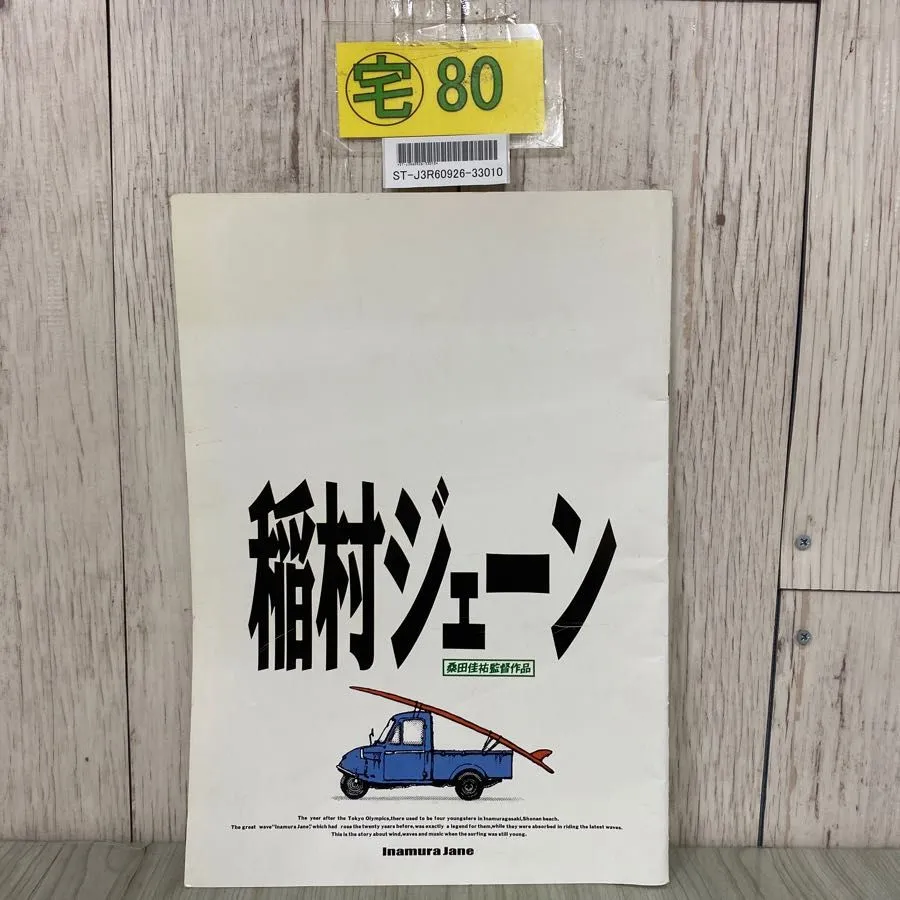 宅 80
ST-J3R60926-33010
稲村ジェーン
桑田佳祐監督作品
The year after the Tokyo Olympics,there used to be four youngsters in Inamuragasaki,Shonan beach.
The great wave"Inamura Jane",which had rose the twenty years before,was exactly a legend for them,while they were absorbed in riding the latest waves.
This is the story about wind,waves and music when the surfing was still young.
Inamura Jane